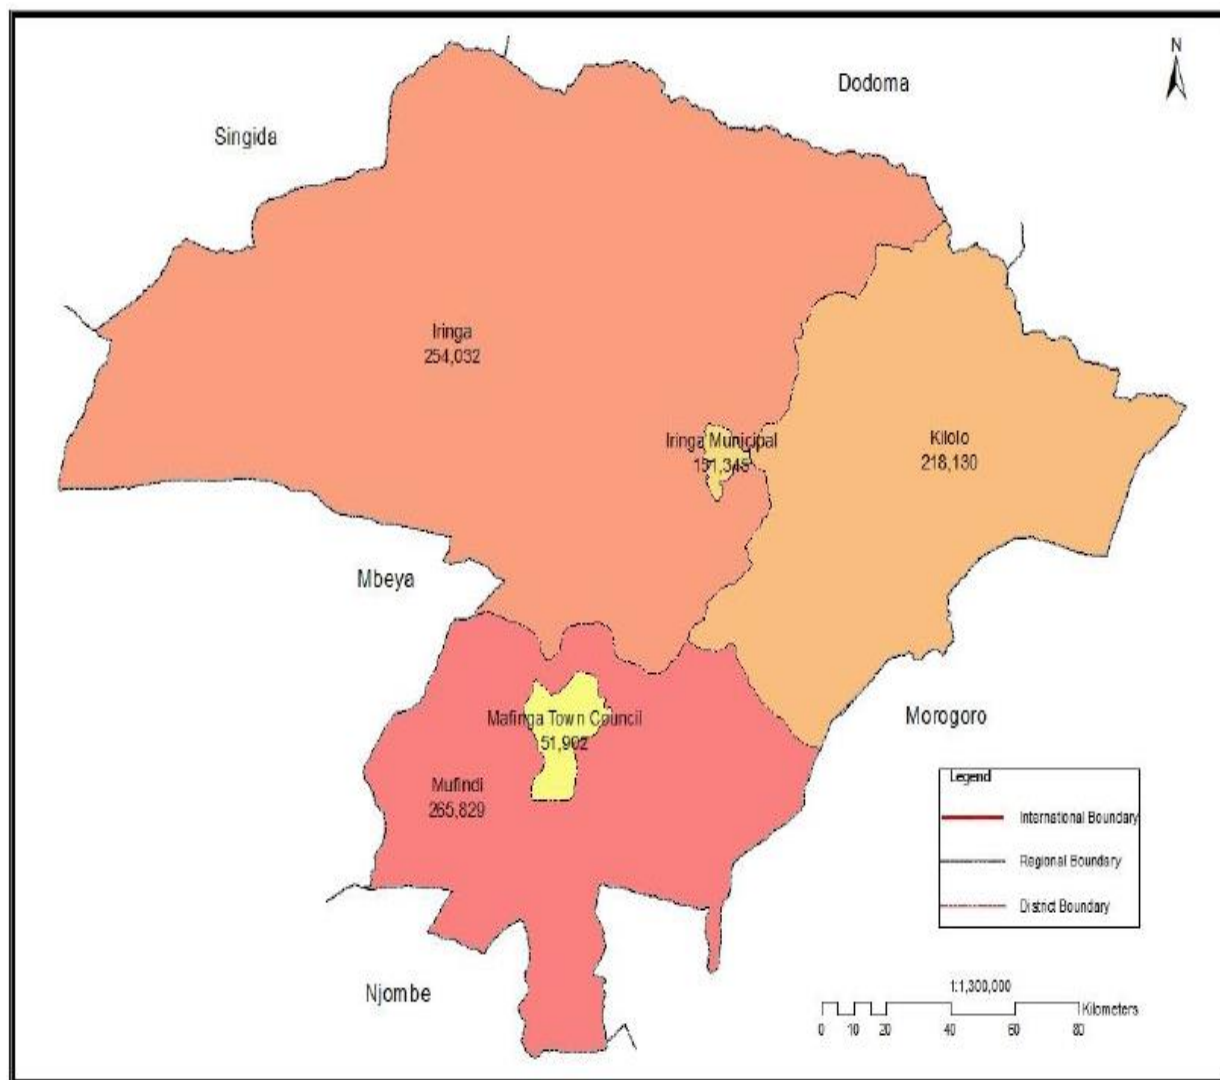 N
Dodoma
Singida
Iringa
254,032
Iringa Municipal
151,345
Kilolo
218,130
Mbeya
Mafinga Town Council
51,902
Morogoro
Mufindi
265,829
Legend
International Boundary
Regional Boundary
District Boundary
Njombe
1:1,300,000
Kilometers
0 10 20 40 60 80